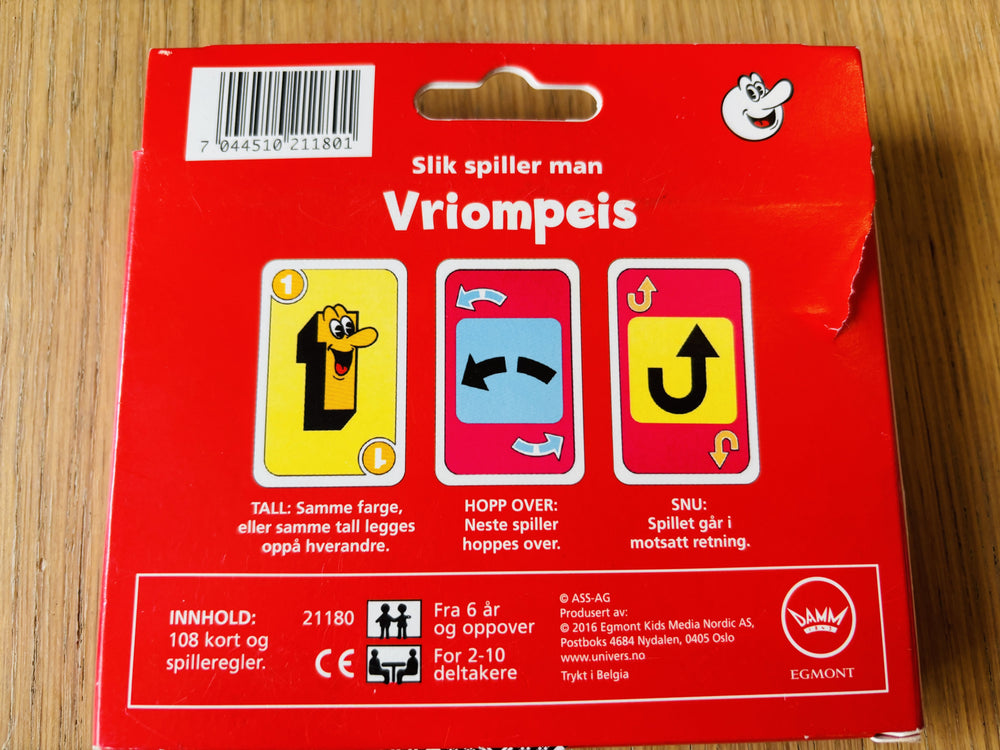 7 044510 211801
Slik spiller man
Vriompeis
1
1
TALL: Samme farge,
eller samme tall legges
oppå hverandre.
HOPP OVER:
Neste spiller
hoppes over.
SNU:
Spillet går i
motsatt retning.
INNHOLD:
108 kort og
spilleregler.
21180
CE
Fra 6 år
og oppover
For 2-10
deltakere
© ASS-AG
Produsert av:
© 2016 Egmont Kids Media Nordic AS,
Postboks 4684 Nydalen, 0405 Oslo
www.univers.no
Trykt i Belgia
DAMM
EGMONT